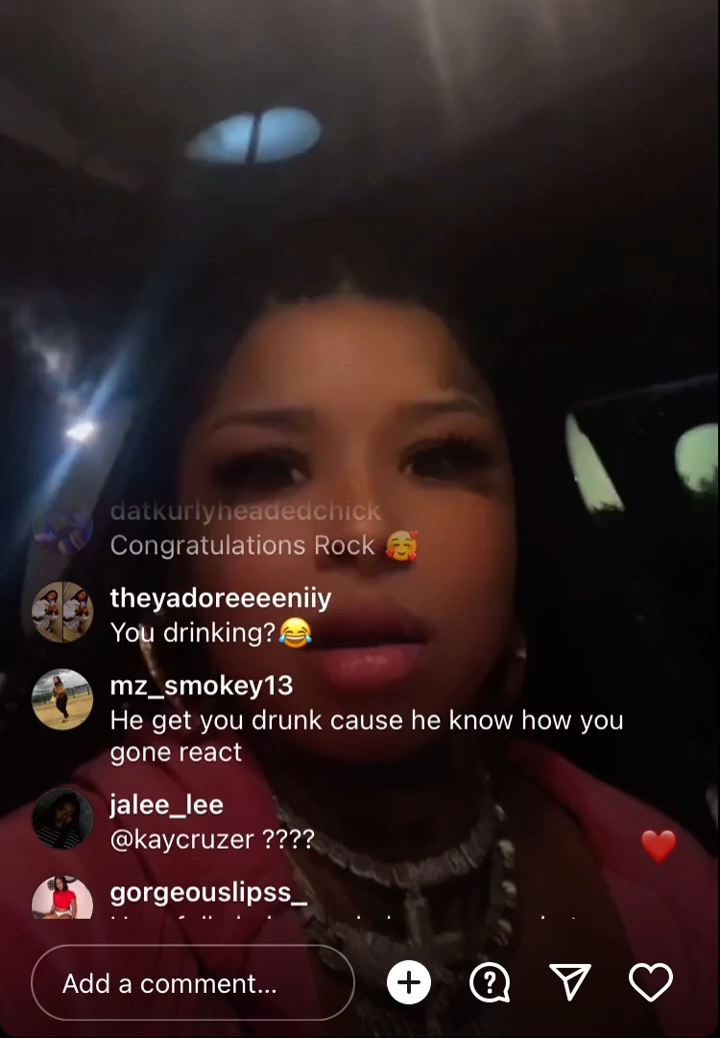 datkurlyheadedchick
Congratulations Rock 🥰
theyadoreeeeniiy
You drinking?😂
mz_smokey13
He get you drunk cause he know how you
gone react
jalee_lee
@kaycruzer ????
gorgeouslipss_
Add a comment...